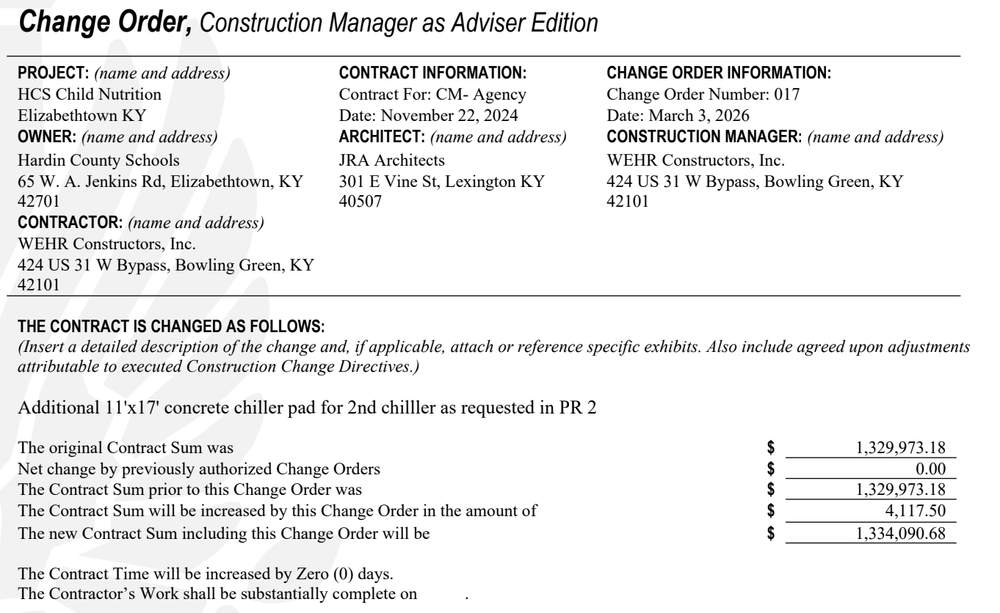 Change Order, Construction Manager as Adviser Edition
PROJECT: (name and address)
HCS Child Nutrition
Elizabethtown KY
CONTRACT INFORMATION:
Contract For: CM- Agency
Date: November 22, 2024
CHANGE ORDER INFORMATION:
Change Order Number: 017
Date: March 3, 2026
OWNER: (name and address)
Hardin County Schools
65 W. A. Jenkins Rd, Elizabethtown, KY
42701
ARCHITECT: (name and address)
JRA Architects
301 E Vine St, Lexington KY
40507
CONSTRUCTION MANAGER: (name and address)
WEHR Constructors, Inc.
424 US 31 W Bypass, Bowling Green, KY
42101
CONTRACTOR: (name and address)
WEHR Constructors, Inc.
424 US 31 W Bypass, Bowling Green, KY
42101
THE CONTRACT IS CHANGED AS FOLLOWS:
(Insert a detailed description of the change and, if applicable, attach or reference specific exhibits. Also include agreed upon adjustments
attributable to executed Construction Change Directives.)
Additional 11'x17' concrete chiller pad for 2nd chilller as requested in PR 2
The original Contract Sum was $ 1,329,973.18
Net change by previously authorized Change Orders $ 0.00
The Contract Sum prior to this Change Order was $ 1,329,973.18
The Contract Sum will be increased by this Change Order in the amount of $ 4,117.50
The new Contract Sum including this Change Order will be $ 1,334,090.68
The Contract Time will be increased by Zero (0) days.
The Contractor’s Work shall be substantially complete on .